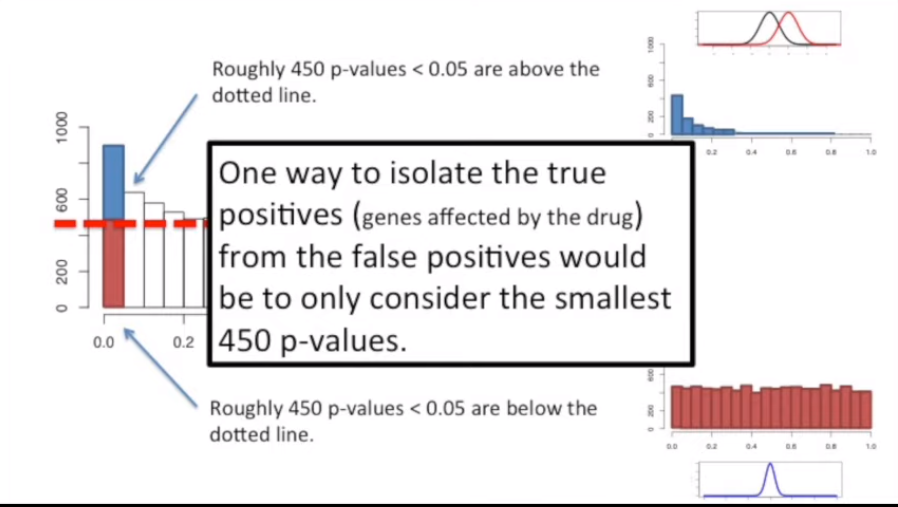 Roughly 450 p-values < 0.05 are above the
dotted line.
One way to isolate the true
positives (genes affected by the drug)
from the false positives would
be to only consider the smallest
450 p-values.
Roughly 450 p-values < 0.05 are below the
dotted line.
1000
600
200
0
0.0 0.2
1000
600
200
0
0.2 0.4 0.6 0.8 1.0
600
200
0
0.0 0.2 0.4 0.6 0.8 1.0